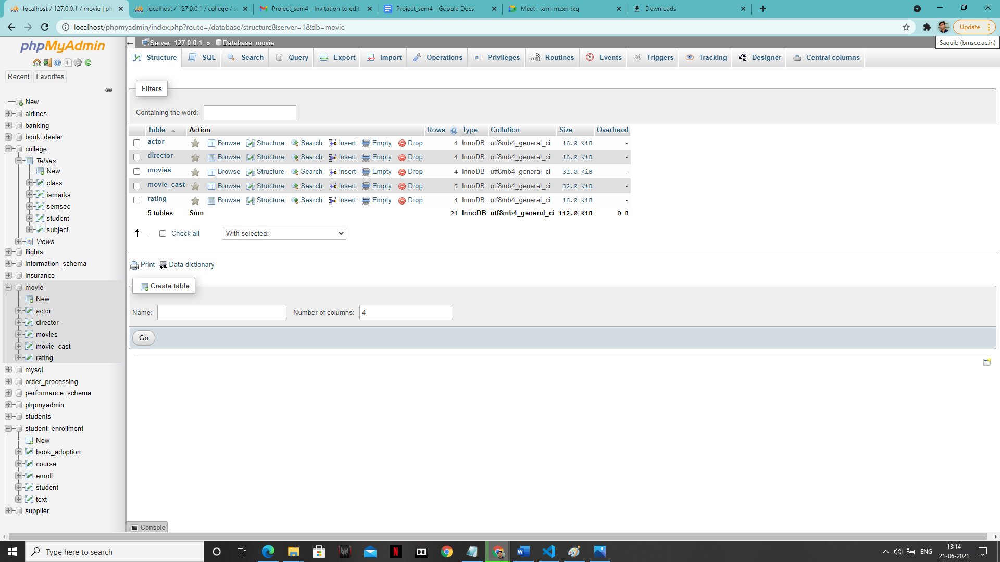 localhost / 127.0.0.1 / movie | ph
localhost / 127.0.0.1 / college / su
Project_sem4 - Invitation to edit
Project_sem4 - Google Docs
Meet - xrm-mzxn-ixq
Downloads
localhost/phpmyadmin/index.php?route=/database/structure&server=1&db=movie
Update
Saquib (bmsce.ac.in)
phpMyAdmin
Recent
Favorites
New
airlines
banking
book_dealer
college
Tables
New
class
iamarks
semsec
student
subject
Views
flights
information_schema
insurance
movie
New
actor
director
movies
movie_cast
rating
mysql
order_processing
performance_schema
phpmyadmin
students
student_enrollment
New
book_adoption
course
enroll
student
text
supplier
Server: 127.0.0.1 » Database: movie
Structure SQL Search Query Export Import Operations Privileges Routines Events Triggers Tracking Designer Central columns
Filters
Containing the word:
Table Action Rows Type Collation Size Overhead
actor Browse Structure Search Insert Empty Drop 4 InnoDB utf8mb4_general_ci 16.0 KiB -
director Browse Structure Search Insert Empty Drop 4 InnoDB utf8mb4_general_ci 16.0 KiB -
movies Browse Structure Search Insert Empty Drop 4 InnoDB utf8mb4_general_ci 32.0 KiB -
movie_cast Browse Structure Search Insert Empty Drop 5 InnoDB utf8mb4_general_ci 32.0 KiB -
rating Browse Structure Search Insert Empty Drop 4 InnoDB utf8mb4_general_ci 16.0 KiB -
5 tables Sum 21 InnoDB utf8mb4_general_ci 112.0 KiB 0 B
Check all With selected:
Print Data dictionary
Create table
Name: Number of columns: 4
Go
Console
Type here to search
ENG
13:14
21-06-2021